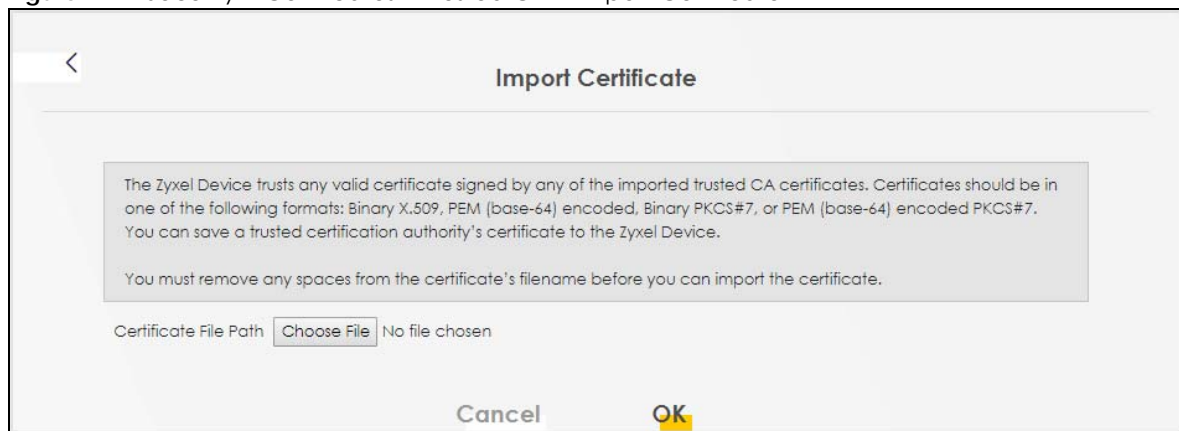 Import Certificate
The Zyxel Device trusts any valid certificate signed by any of the imported trusted CA certificates. Certificates should be in
one of the following formats: Binary X.509, PEM (base-64) encoded, Binary PKCS#7, or PEM (base-64) encoded PKCS#7.
You can save a trusted certification authority's certificate to the Zyxel Device.
You must remove any spaces from the certificate's filename before you can import the certificate.
Certificate File Path Choose File No file chosen
Cancel OK